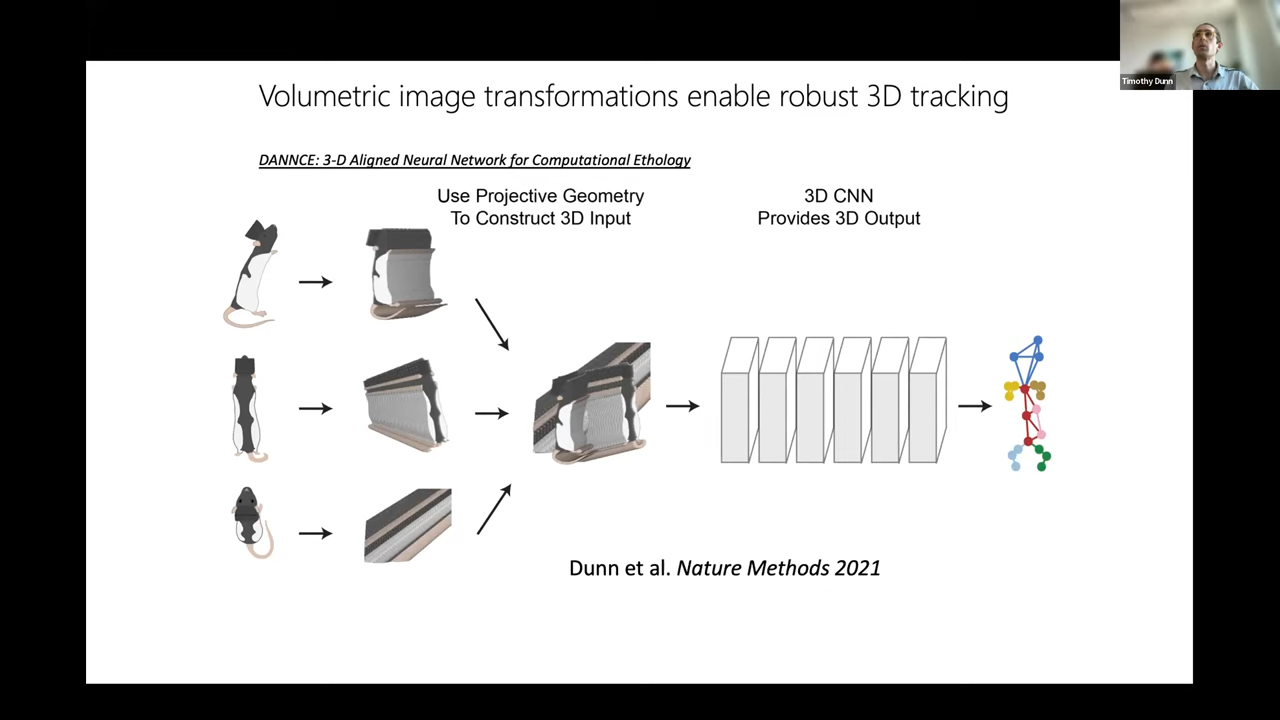 Timothy Dunn
Volumetric image transformations enable robust 3D tracking
DANNCE: 3-D Aligned Neural Network for Computational Ethology
Use Projective Geometry
To Construct 3D Input
3D CNN
Provides 3D Output
Dunn et al. Nature Methods 2021